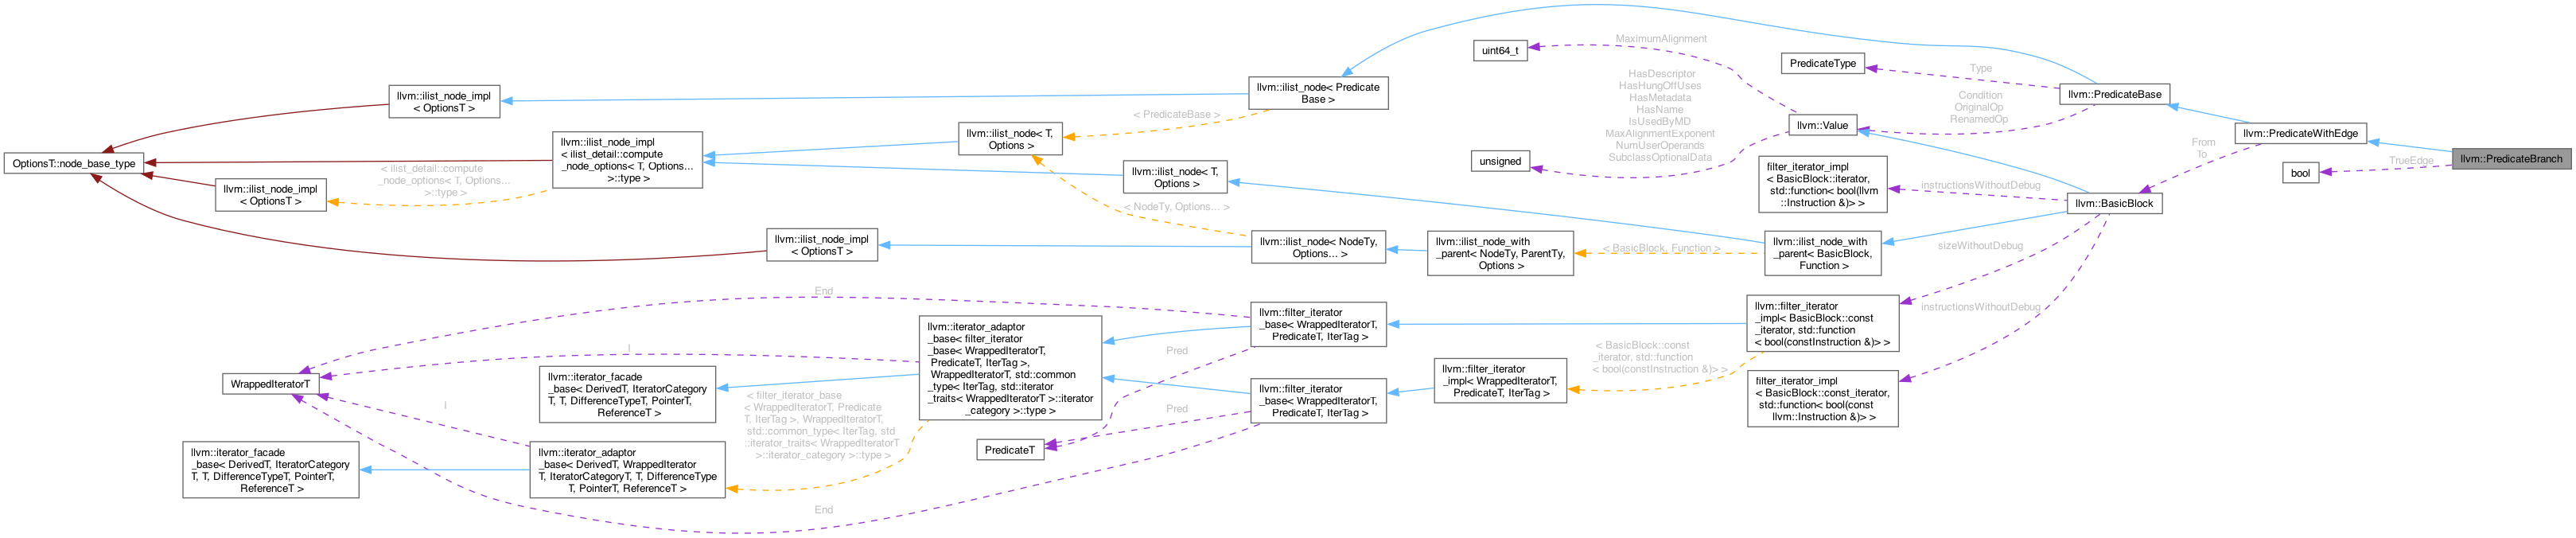 uint64_t
MaximumAlignment
PredicateType
Type
llvm::PredicateBase
llvm::ilist_node< Predicate
Base >
llvm::ilist_node_impl
< OptionsT >
HasDescriptor
HasHungOffUses
HasMetadata
HasName
IsUsedByMD
MaxAlignmentExponent
NumUserOperands
SubclassOptionalData
Condition
OriginalOp
RenamedOp
< PredicateBase >
llvm::Value
llvm::PredicateWithEdge
llvm::ilist_node< T,
Options >
llvm::ilist_node_impl
< ilist_detail::compute
_node_options< T, Options...
>::type >
From
To
OptionsT::node_base_type
unsigned
llvm::PredicateBranch
TrueEdge
bool
< ilist_detail::compute
_node_options< T, Options...
>::type >
llvm::ilist_node_impl
< OptionsT >
llvm::ilist_node< T,
Options >
filter_iterator_impl
< BasicBlock::iterator,
std::function< bool(llvm
::Instruction &)> >
instructionsWithoutDebug
llvm::BasicBlock
< NodeTy, Options... >
llvm::ilist_node_impl
< OptionsT >
llvm::ilist_node< NodeTy,
Options... >
llvm::ilist_node_with
_parent< NodeTy, ParentTy,
Options >
< BasicBlock, Function >
llvm::ilist_node_with
_parent< BasicBlock,
Function >
sizeWithoutDebug
End
llvm::filter_iterator
_base< WrappedIteratorT,
PredicateT, IterTag >
llvm::filter_iterator
_impl< BasicBlock::const
_iterator, std::function
< bool(constInstruction &)> >
instructionsWithoutDebug
llvm::iterator_adaptor
_base< filter_iterator
_base< WrappedIteratorT,
PredicateT, IterTag >,
WrappedIteratorT, std::common
_type< IterTag, std::iterator
_traits< WrappedIteratorT >::iterator
_category >::type >
I
Pred
< BasicBlock::const
_iterator, std::function
< bool(constInstruction &)> >
WrappedIteratorT
llvm::iterator_facade
_base< DerivedT, IteratorCategory
T, T, DifferenceTypeT, PointerT,
ReferenceT >
llvm::filter_iterator
_base< WrappedIteratorT,
PredicateT, IterTag >
llvm::filter_iterator
_impl< WrappedIteratorT,
PredicateT, IterTag >
filter_iterator_impl
< BasicBlock::const_iterator,
std::function< bool(const
llvm::Instruction &)> >
I
< filter_iterator_base
< WrappedIteratorT, Predicate
T, IterTag >, WrappedIteratorT,
std::common_type< IterTag, std
::iterator_traits< WrappedIteratorT
>::iterator_category >::type >
Pred
PredicateT
llvm::iterator_facade
_base< DerivedT, IteratorCategory
T, T, DifferenceTypeT, PointerT,
ReferenceT >
llvm::iterator_adaptor
_base< DerivedT, WrappedIterator
T, IteratorCategoryT, T, DifferenceType
T, PointerT, ReferenceT >
End